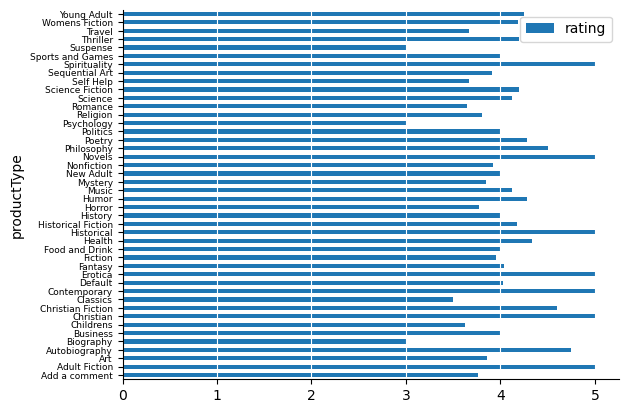 Young Adult
Womens Fiction
Travel
Thriller
Suspense
Sports and Games
Spirituality
Sequential Art
Self Help
Science Fiction
Science
Romance
Religion
Psychology
Politics
Poetry
Philosophy
Novels
Nonfiction
New Adult
Mystery
Music
Humor
Horror
History
Historical Fiction
Historical
Health
Food and Drink
Fiction
Fantasy
Erotica
Default
Contemporary
Classics
Christian Fiction
Christian
Childrens
Business
Biography
Autobiography
Art
Adult Fiction
Add a comment
productType
rating
0 1 2 3 4 5